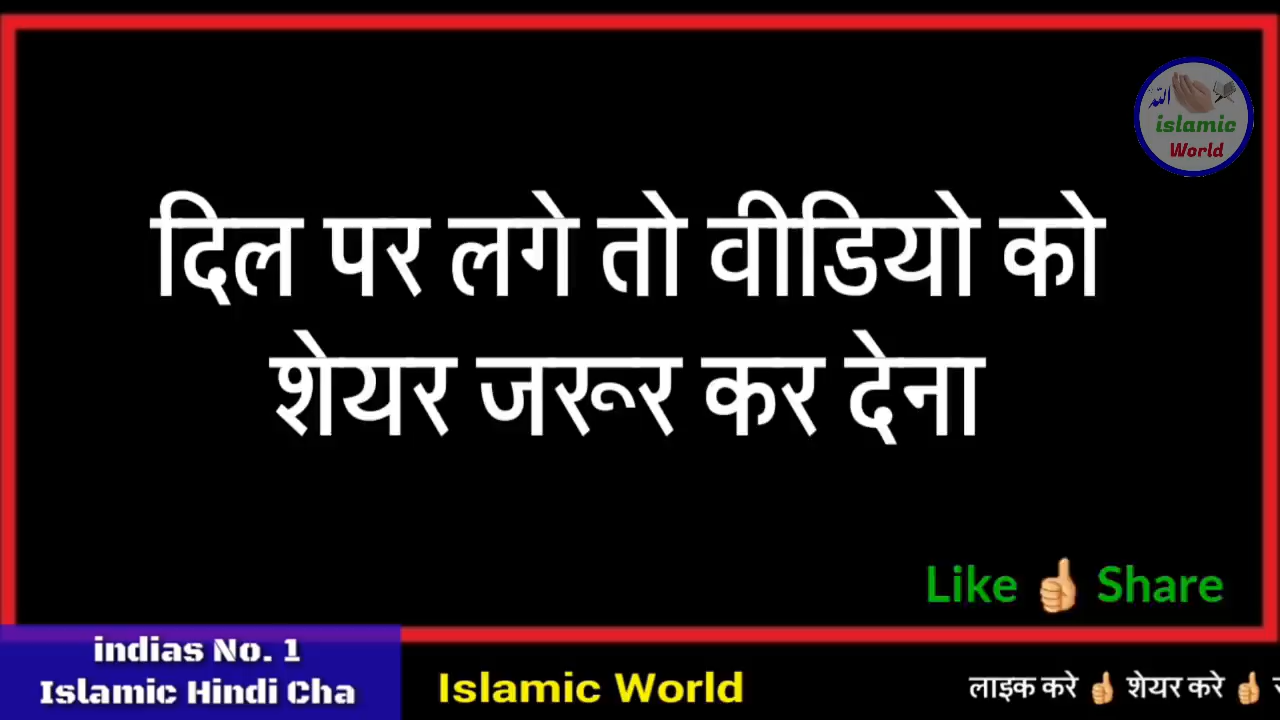 الله
islamic
World
दिल पर लगे तो वीडियो को
शेयर जरूर कर देना
Like 👍 Share
indias No. 1
Islamic Hindi Cha
Islamic World
लाइक करे 👍 शेयर करे 👍